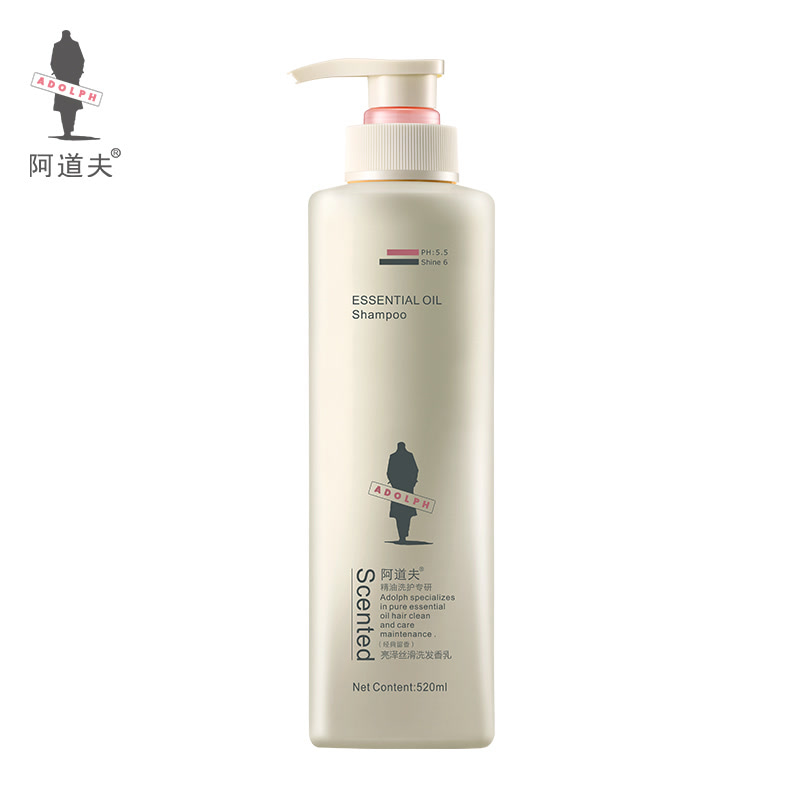 ADOLPH
阿道夫®
PH:5.5
Shine 6
ESSENTIAL OIL
Shampoo
ADOLPH
Scented
阿道夫®
精油洗护专研
Adolph specializes
in pure essential
oil hair clean
and care
maintenance.
(经典留香)
亮泽丝滑洗发香乳
Net Content:520ml